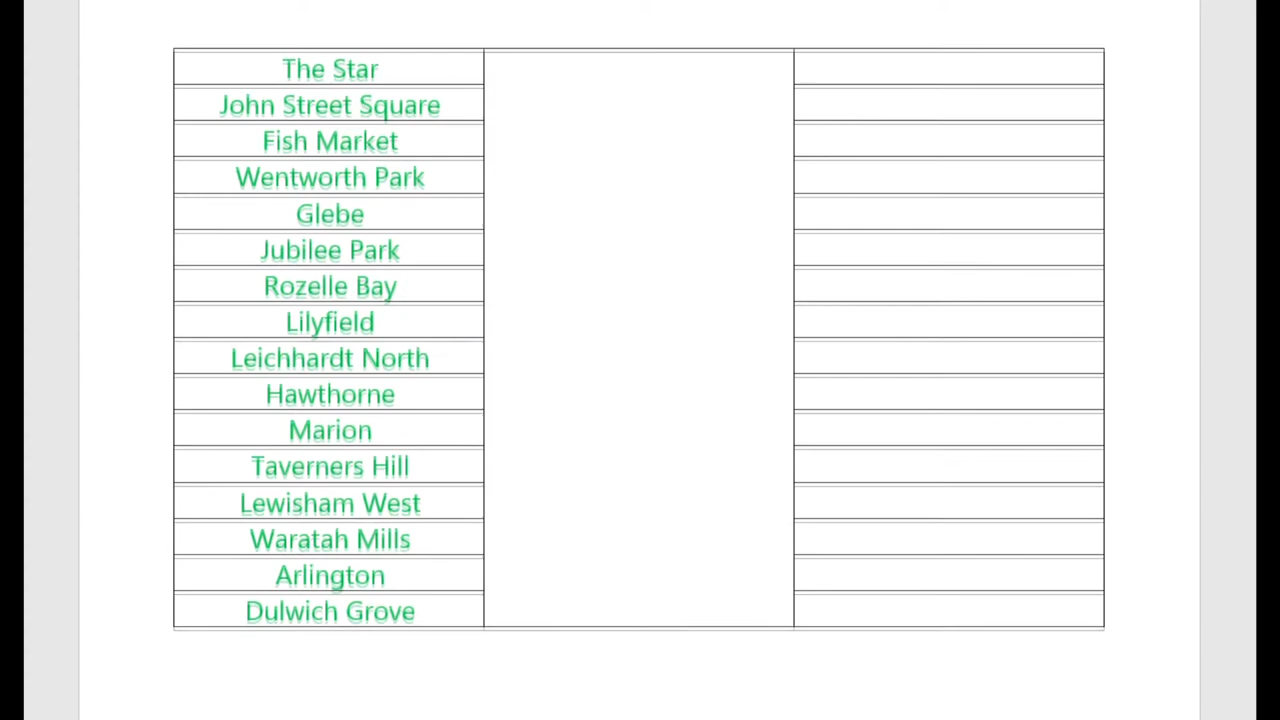 The Star
John Street Square
Fish Market
Wentworth Park
Glebe
Jubilee Park
Rozelle Bay
Lilyfield
Leichhardt North
Hawthorne
Marion
Taverners Hill
Lewisham West
Waratah Mills
Arlington
Dulwich Grove